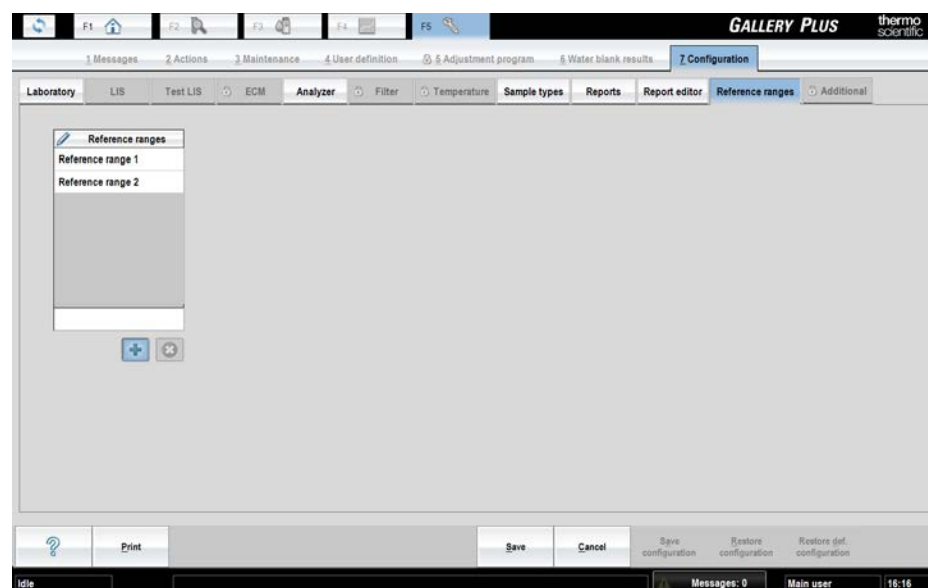 F1 F2 F3 F4 F5 GALLERY PLUS thermo scientific
1 Messages 2 Actions 3 Maintenance 4 User definition 5 Adjustment program 6 Water blank results 7 Configuration
Laboratory LIS Test LIS ECM Analyzer Filter Temperature Sample types Reports Report editor Reference ranges Additional
Reference ranges
Reference range 1
Reference range 2
? Print Save Cancel Save configuration Restore configuration Restore def. configuration
Idle Messages: 0 Main user 16:16